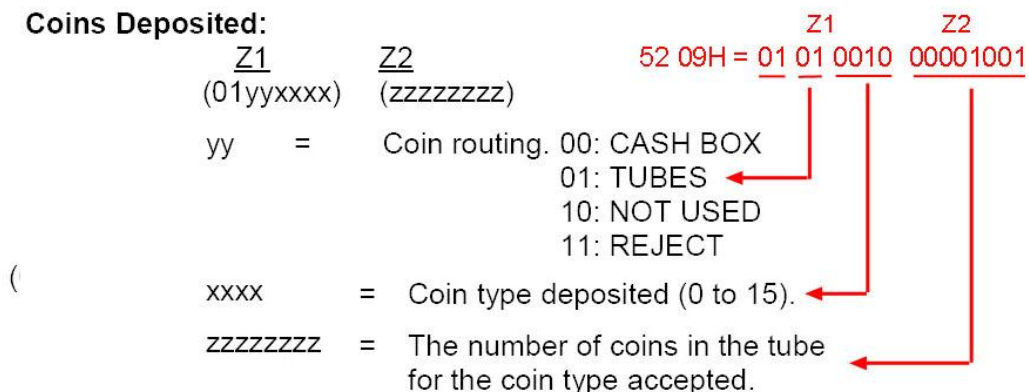 Coins Deposited:
Z1 Z2
Z1 Z2
52 09H = 01 01 0010 00001001
(01yyxxxx) (zzzzzzzz)
yy = Coin routing. 00: CASH BOX
01: TUBES
10: NOT USED
11: REJECT
(
xxxx = Coin type deposited (0 to 15).
zzzzzzzz = The number of coins in the tube
for the coin type accepted.